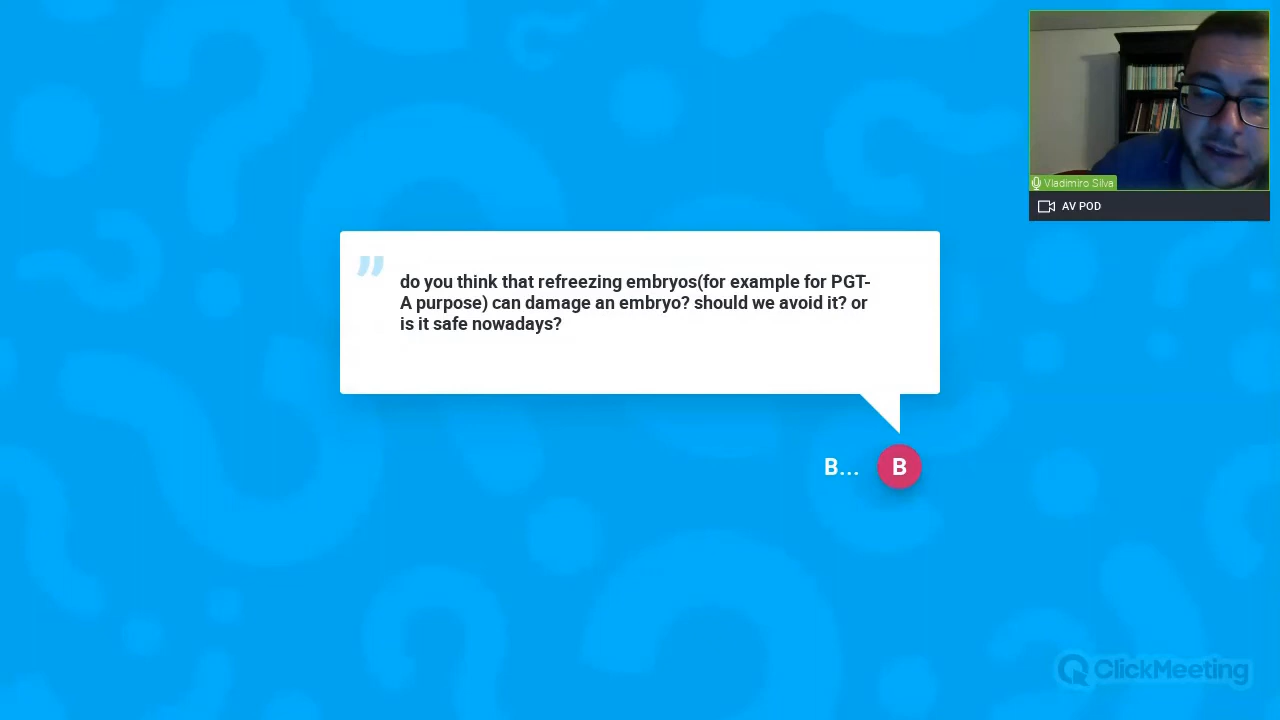 Vladimiro Silva
AV POD
do you think that refreezing embryos(for example for PGT-
A purpose) can damage an embryo? should we avoid it? or
is it safe nowadays?
B... B
ClickMeeting